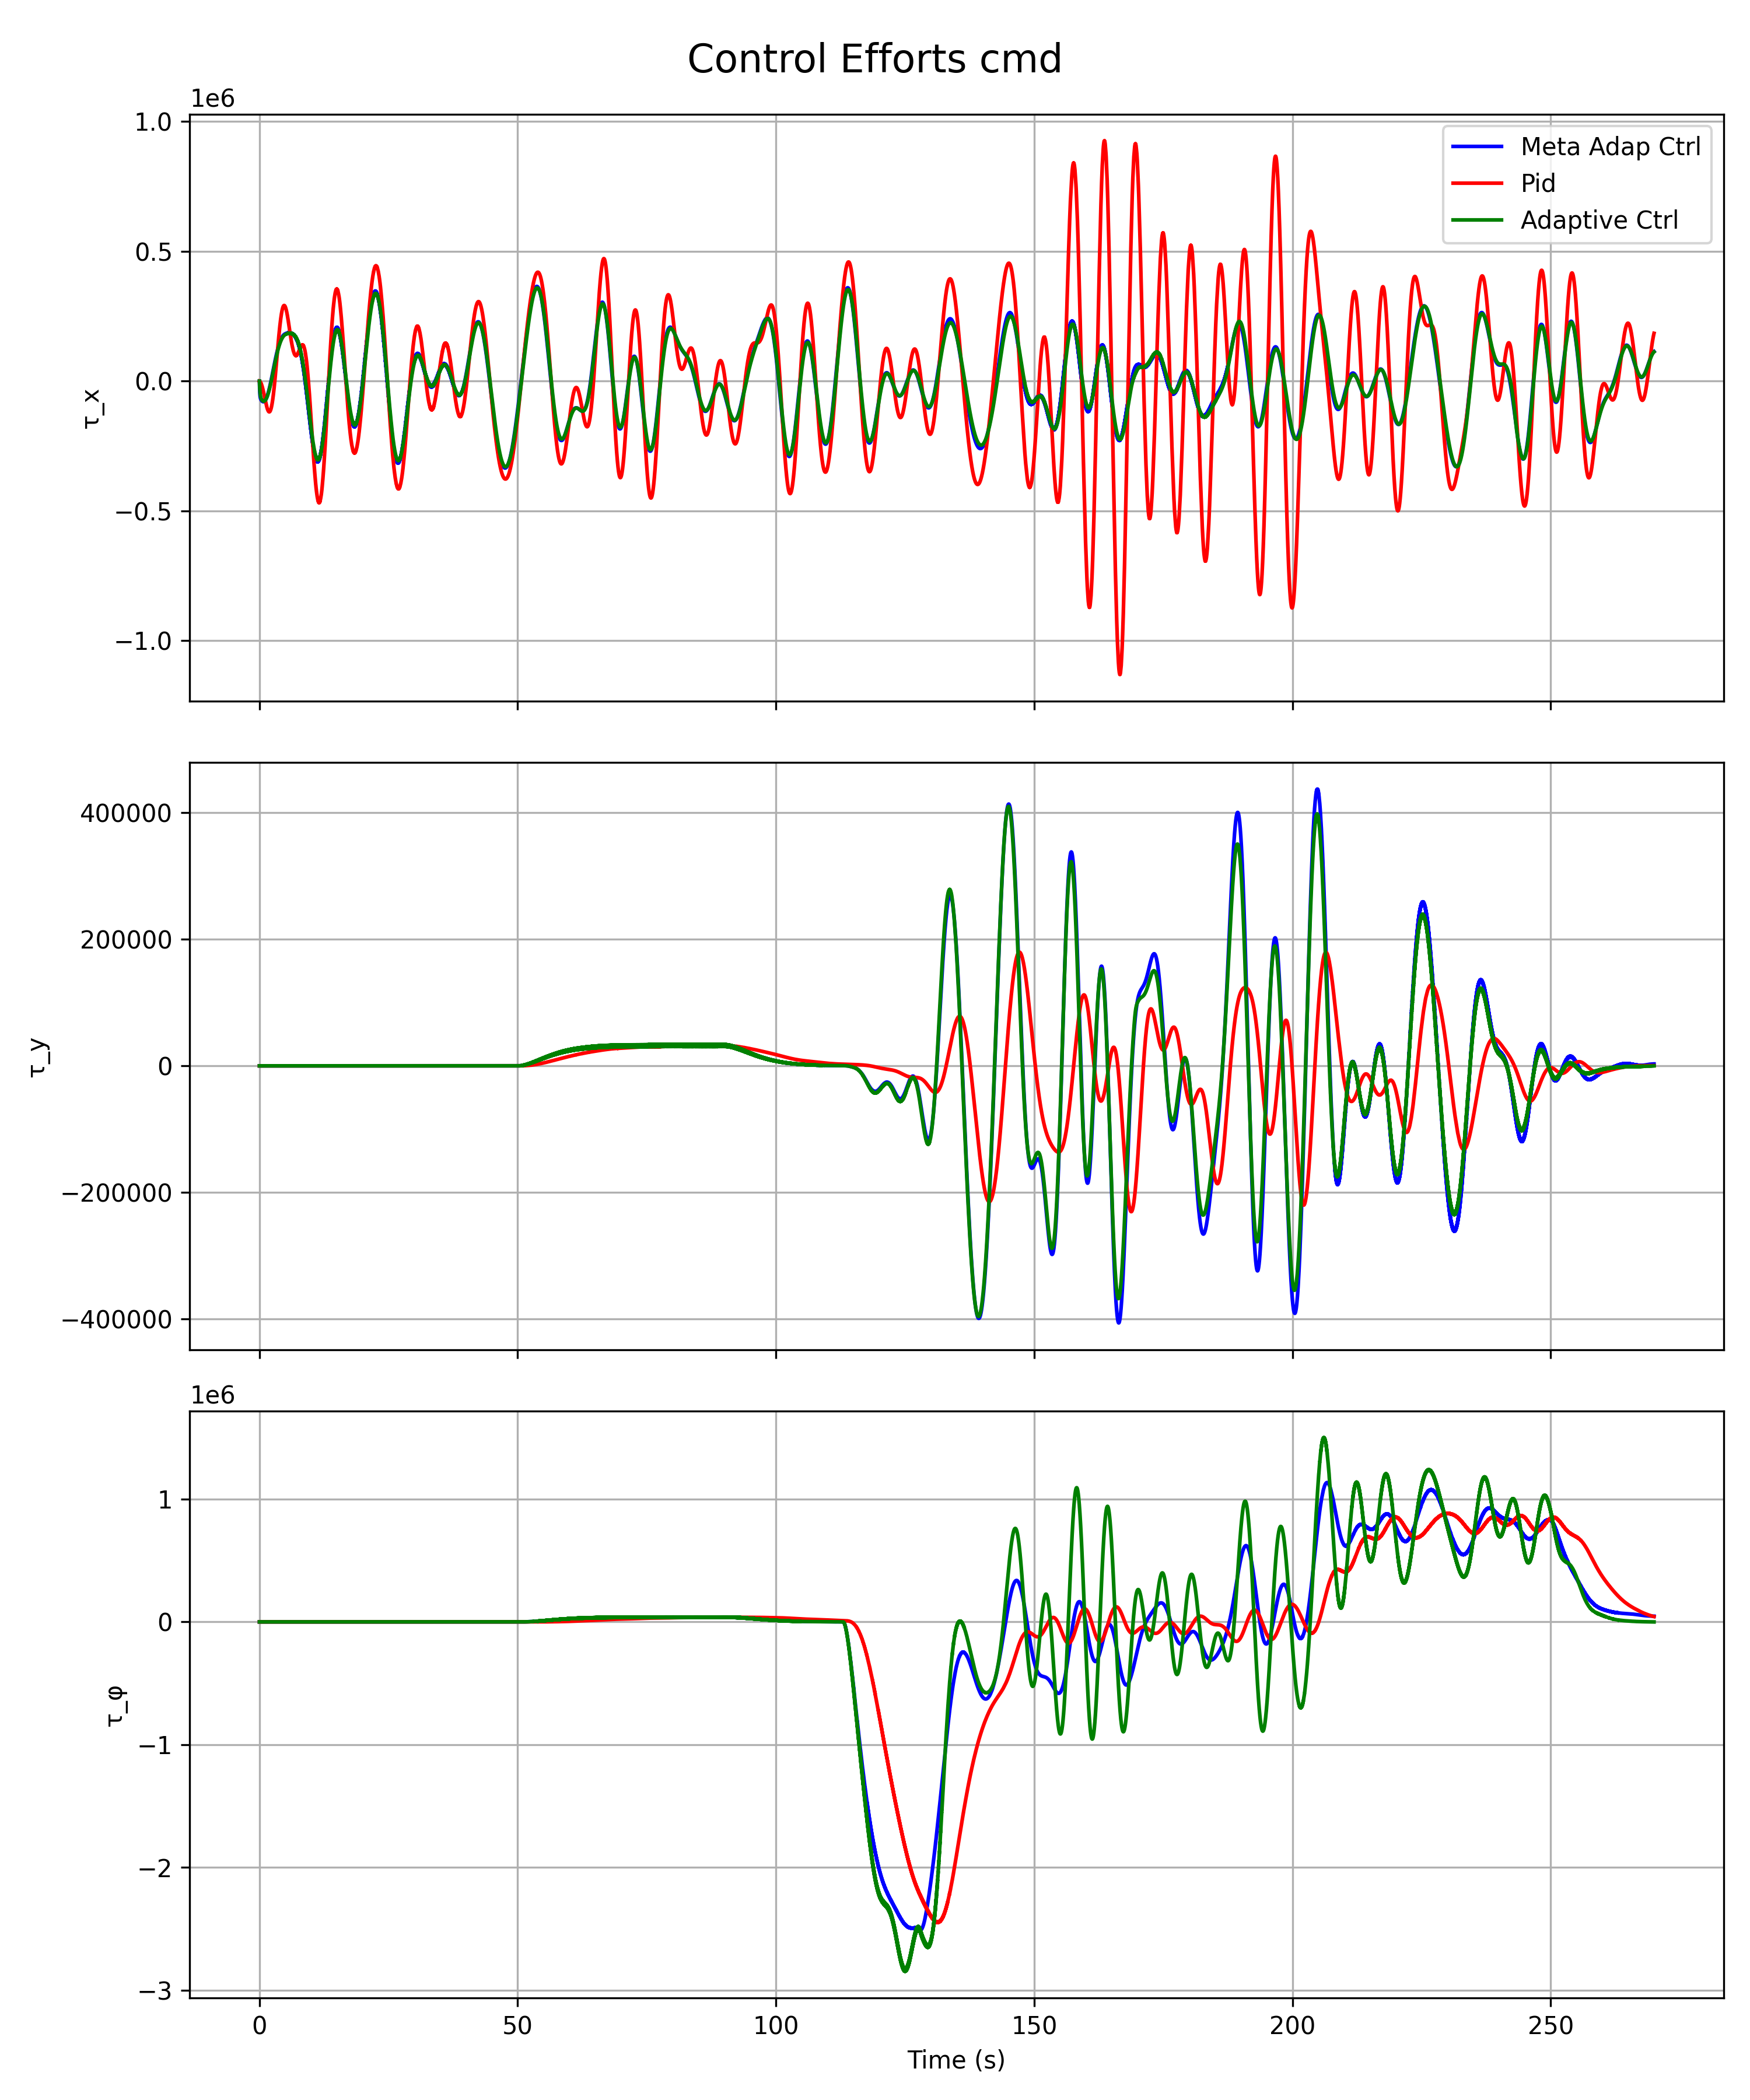 Control Efforts cmd
1e6
1.0
0.5
0.0
−0.5
−1.0
τ_x
Meta Adap Ctrl
Pid
Adaptive Ctrl
400000
200000
0
−200000
−400000
τ_y
1e6
1
0
−1
−2
−3
τ_φ
0 50 100 150 200 250
Time (s)